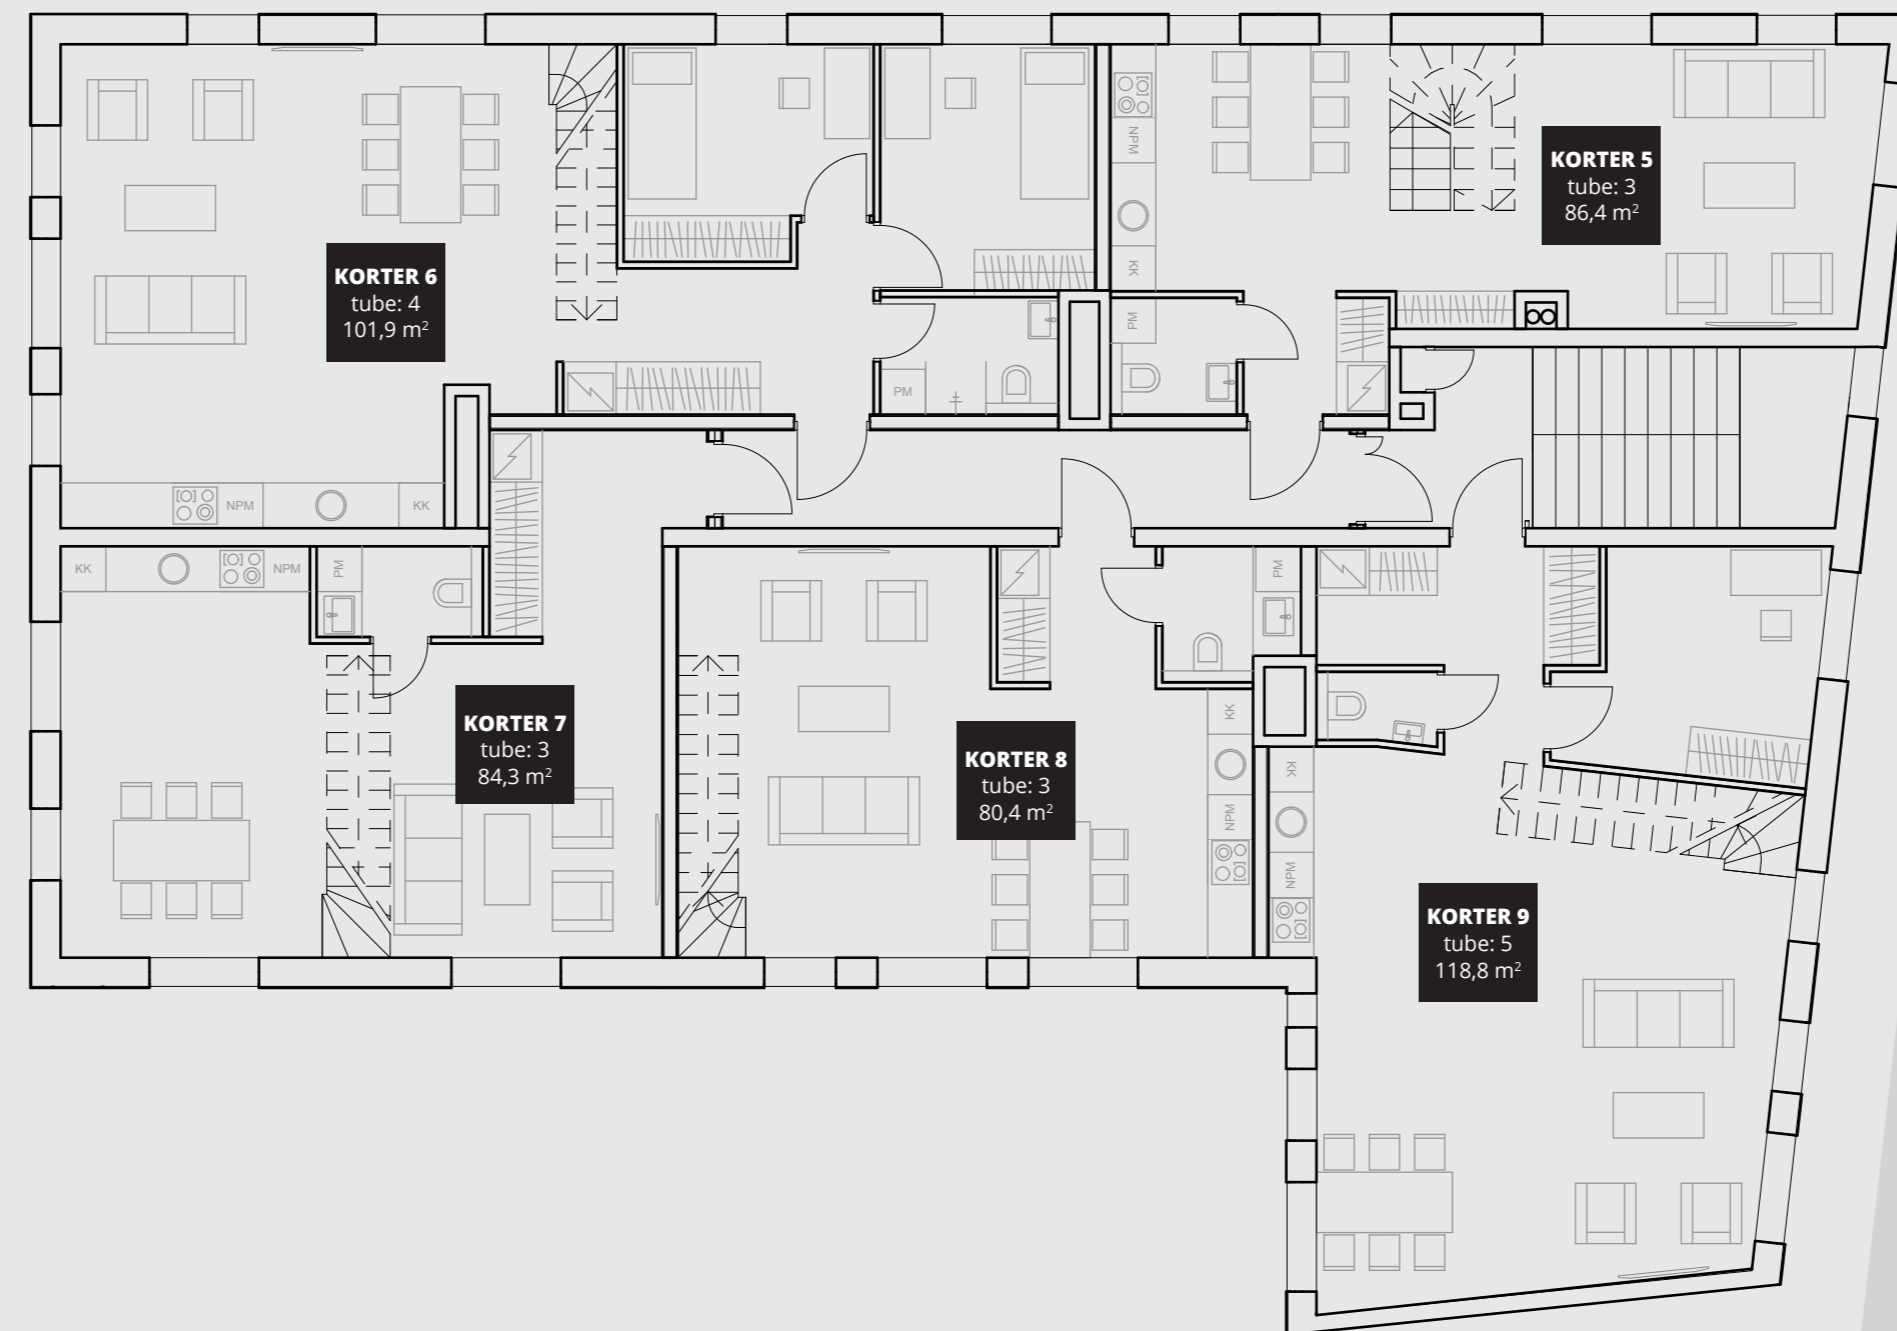 NPM
KK
KORTER 5
tube: 3
86,4 m²
KORTER 6
tube: 4
101,9 m²
PM
PM
NPM
KK
KK
NPM
PM
PM
KORTER 7
tube: 3
84,3 m²
KORTER 8
tube: 3
80,4 m²
KK
NPM
KK
NPM
KORTER 9
tube: 5
118,8 m²